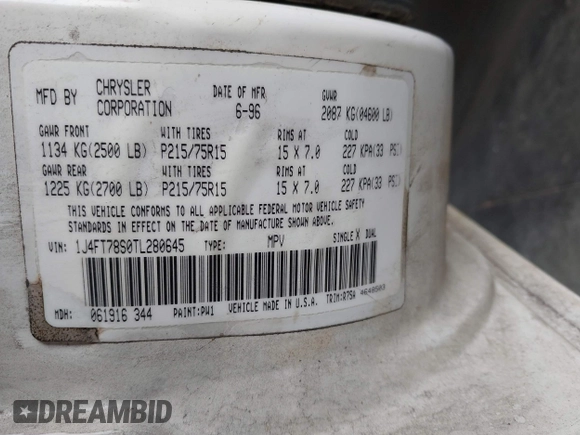 MFD BY CHRYSLER CORPORATION DATE OF MFR 6-96 GVWR 2087 KG(04600 LB)
GAWR FRONT WITH TIRES RIMS AT COLD
1134 KG(2500 LB) P215/75R15 15 X 7.0 227 KPA(33 PSI)
GAWR REAR WITH TIRES RIMS AT COLD
1225 KG(2700 LB) P215/75R15 15 X 7.0 227 KPA(33 PSI)
THIS VEHICLE CONFORMS TO ALL APPLICABLE FEDERAL MOTOR VEHICLE SAFETY
STANDARDS IN EFFECT ON THE DATE OF MANUFACTURE SHOWN ABOVE.
VIN: 1J4FT78S0TL280645 TYPE: MPV SINGLE X DUAL
MDH: 061916 344 PAINT:PW1 VEHICLE MADE IN U.S.A. TRIM:R7SA
DREAMBID